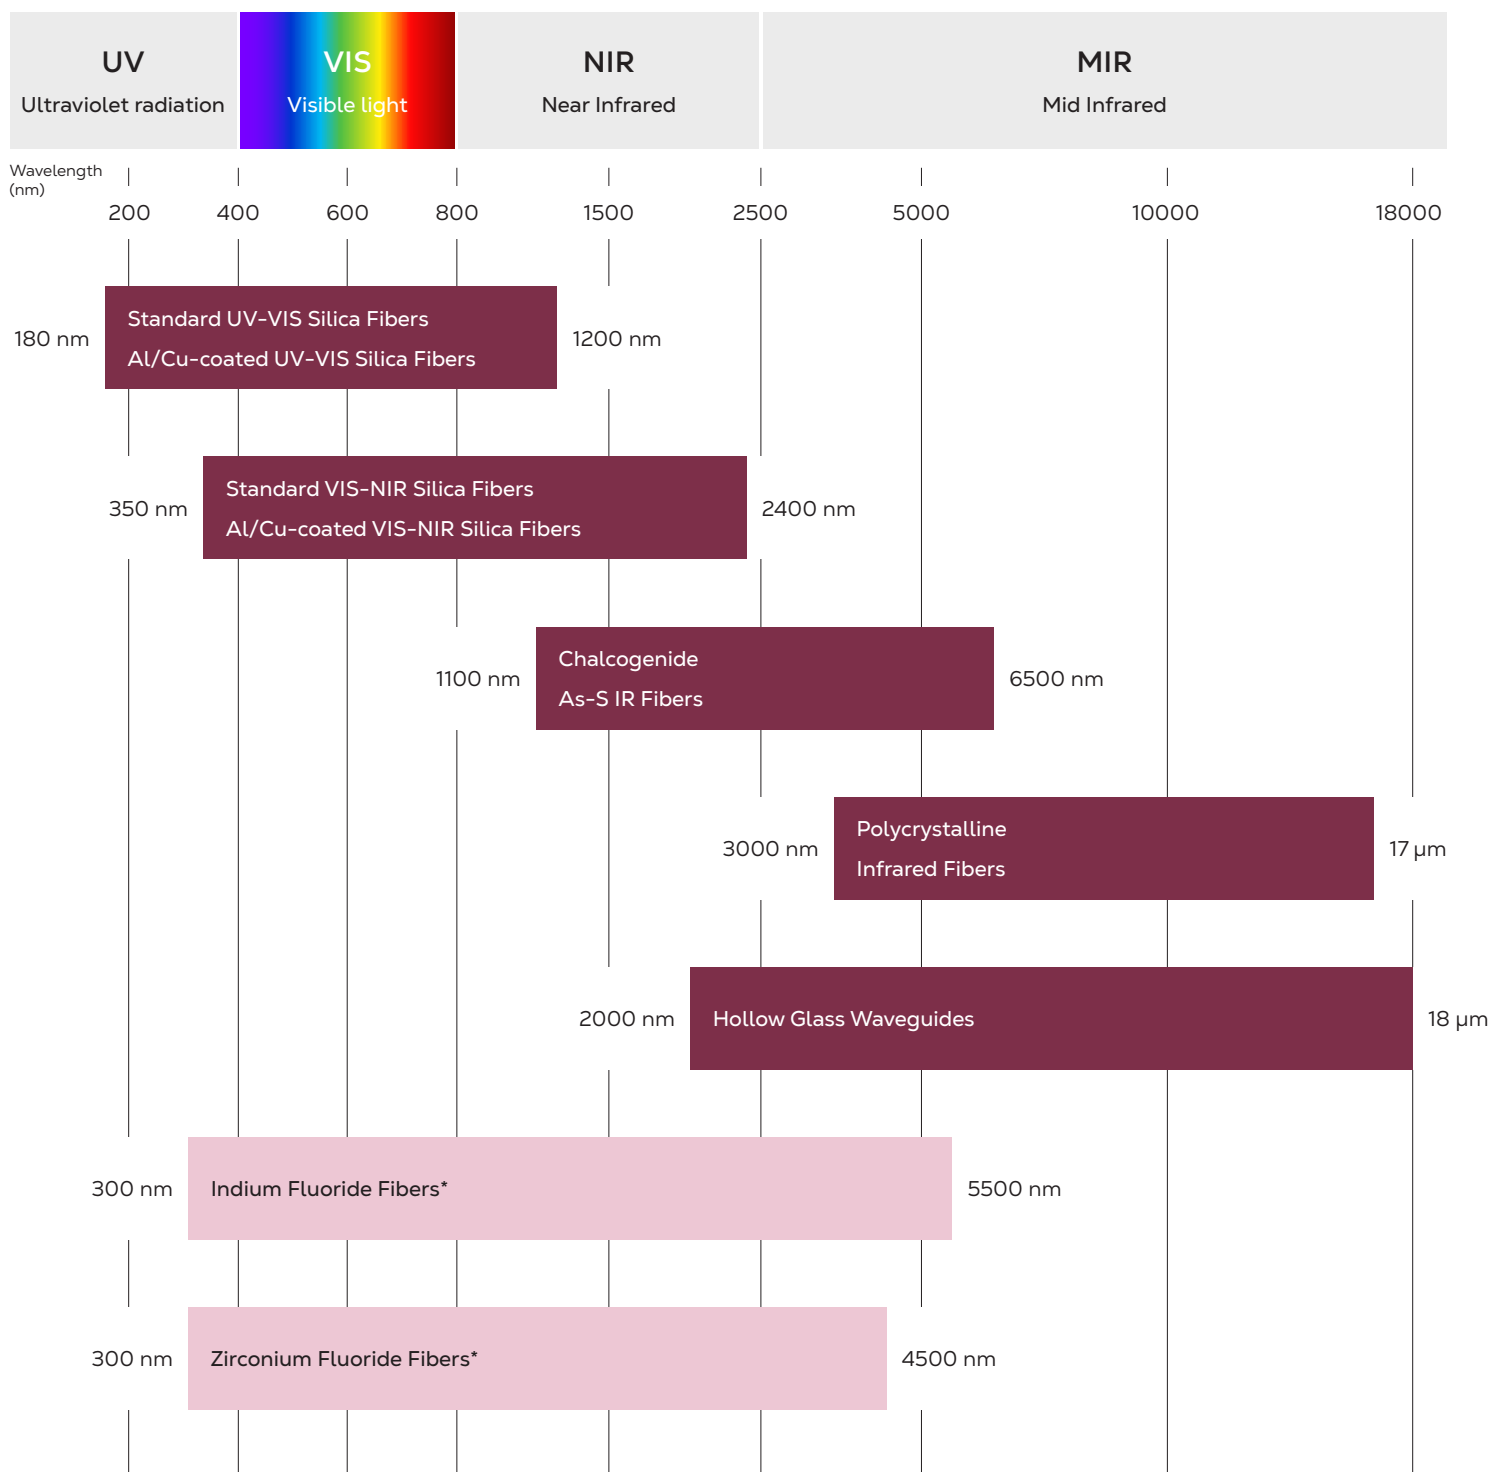 UV
Ultraviolet radiation
VIS
Visible light
NIR
Near Infrared
MIR
Mid Infrared
Wavelength
(nm)
200 400 600 800 1500 2500 5000 10000 18000
180 nm
Standard UV-VIS Silica Fibers
Al/Cu-coated UV-VIS Silica Fibers
1200 nm
350 nm
Standard VIS-NIR Silica Fibers
Al/Cu-coated VIS-NIR Silica Fibers
2400 nm
1100 nm
Chalcogenide
As-S IR Fibers
6500 nm
3000 nm
Polycrystalline
Infrared Fibers
17 µm
2000 nm
Hollow Glass Waveguides
18 µm
300 nm
Indium Fluoride Fibers*
5500 nm
300 nm
Zirconium Fluoride Fibers*
4500 nm